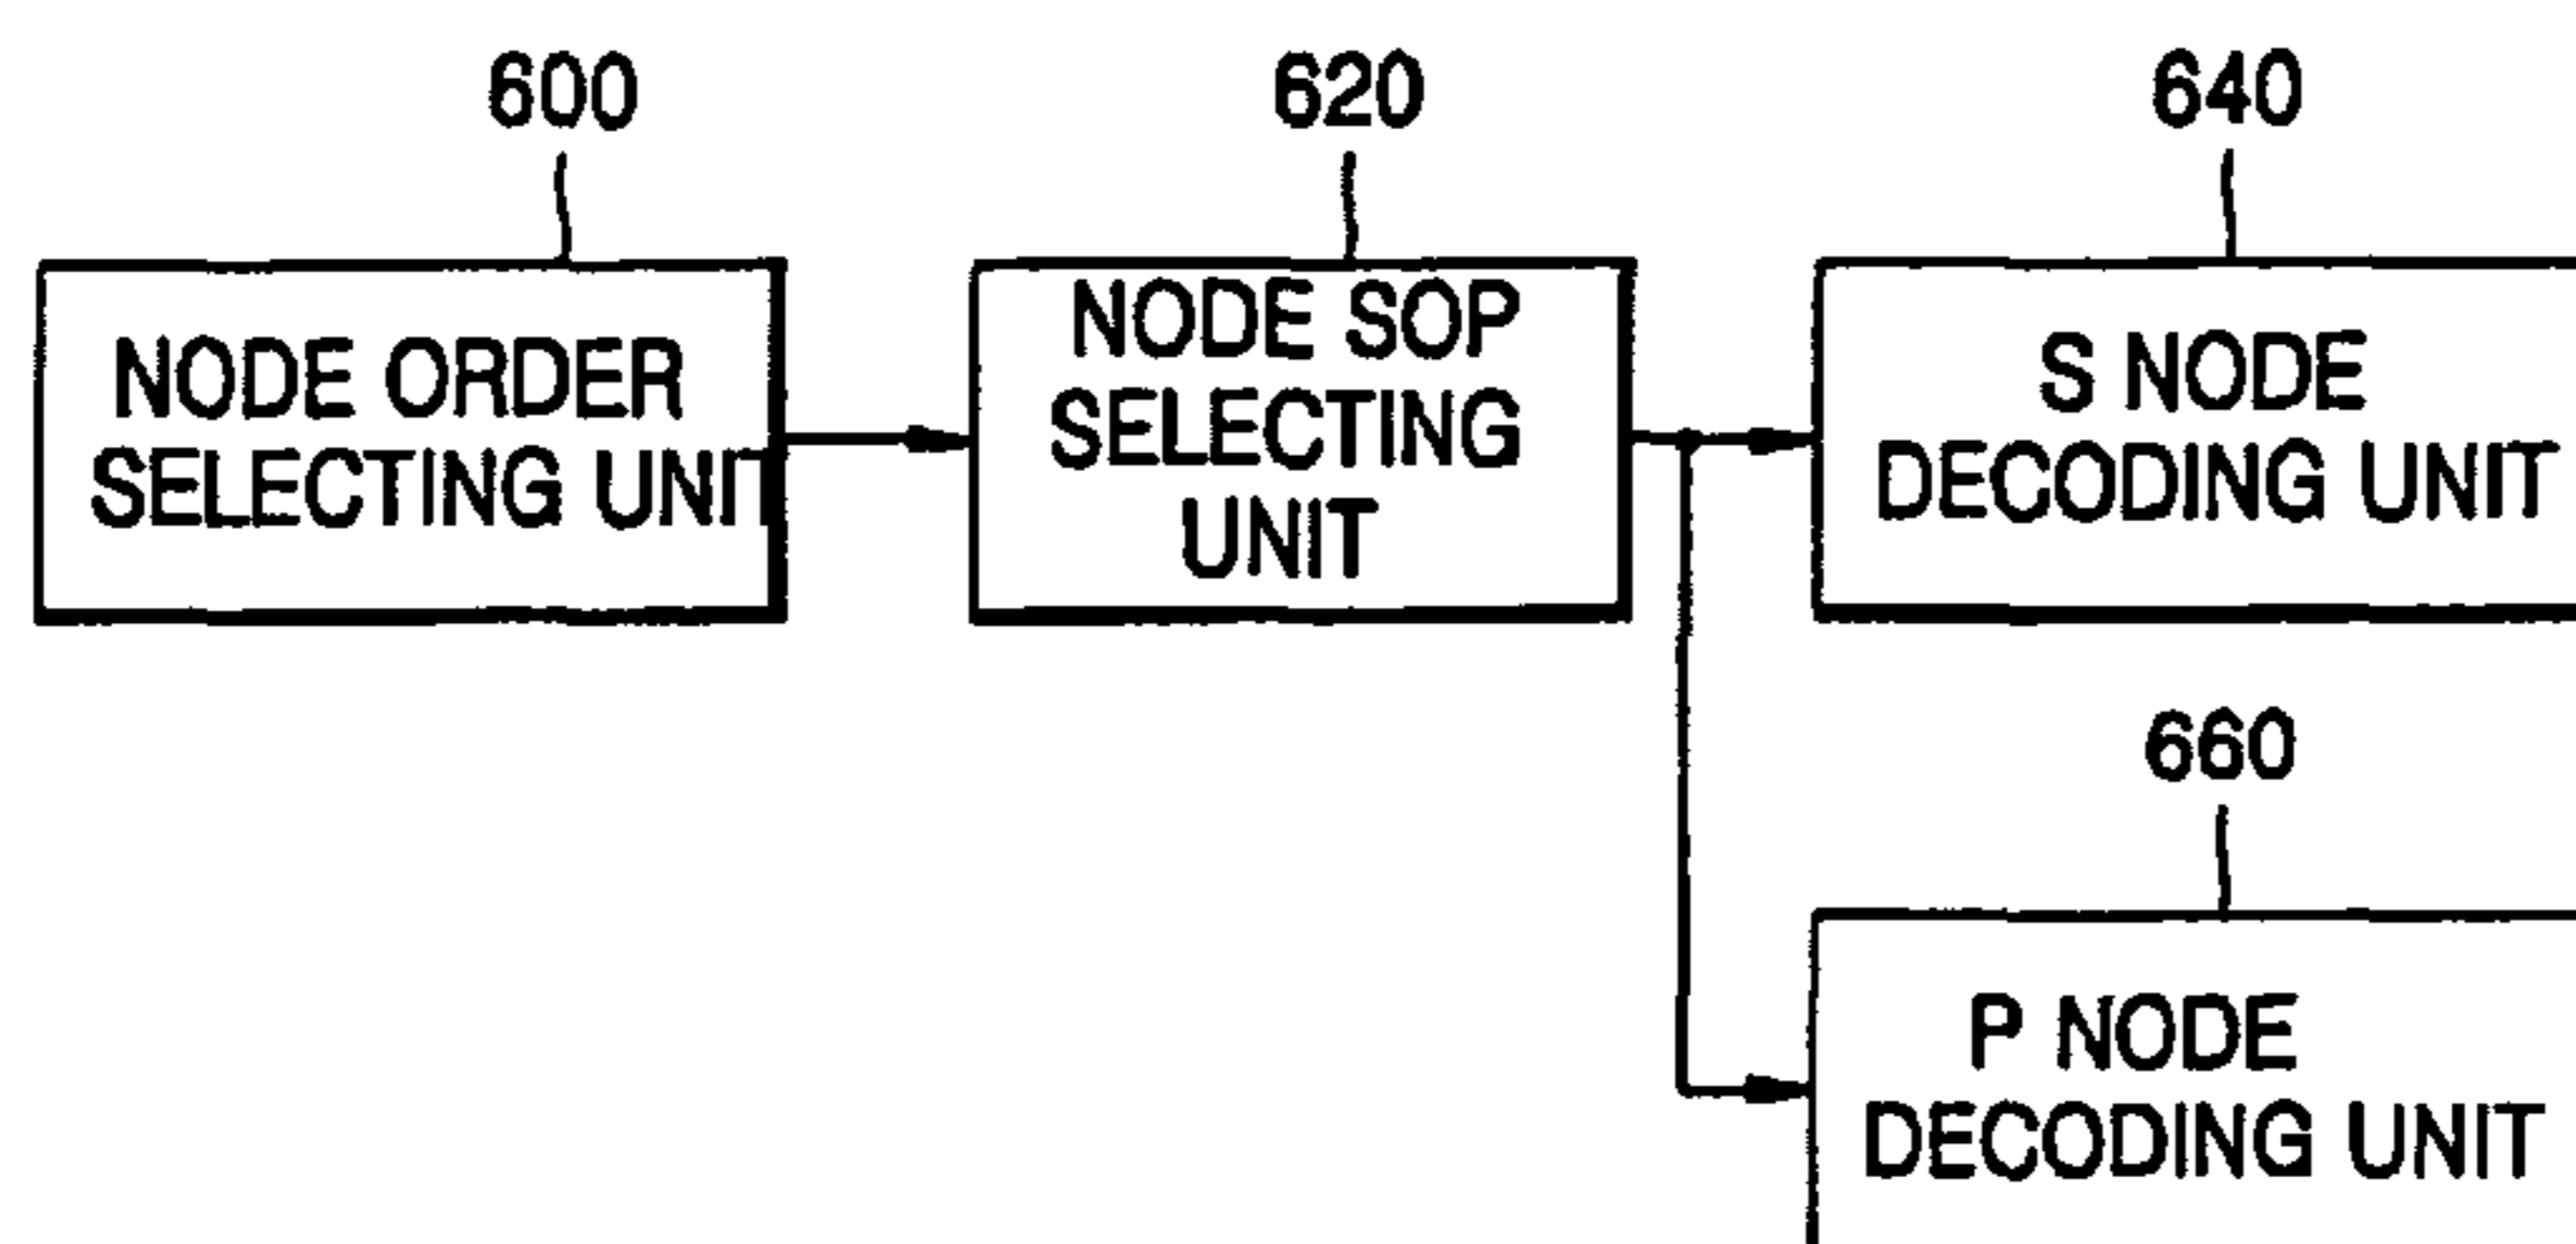 600
620
640
NODE ORDER
SELECTING UNIT
NODE SOP
SELECTING
UNIT
S NODE
DECODING UNIT
660
P NODE
DECODING UNIT